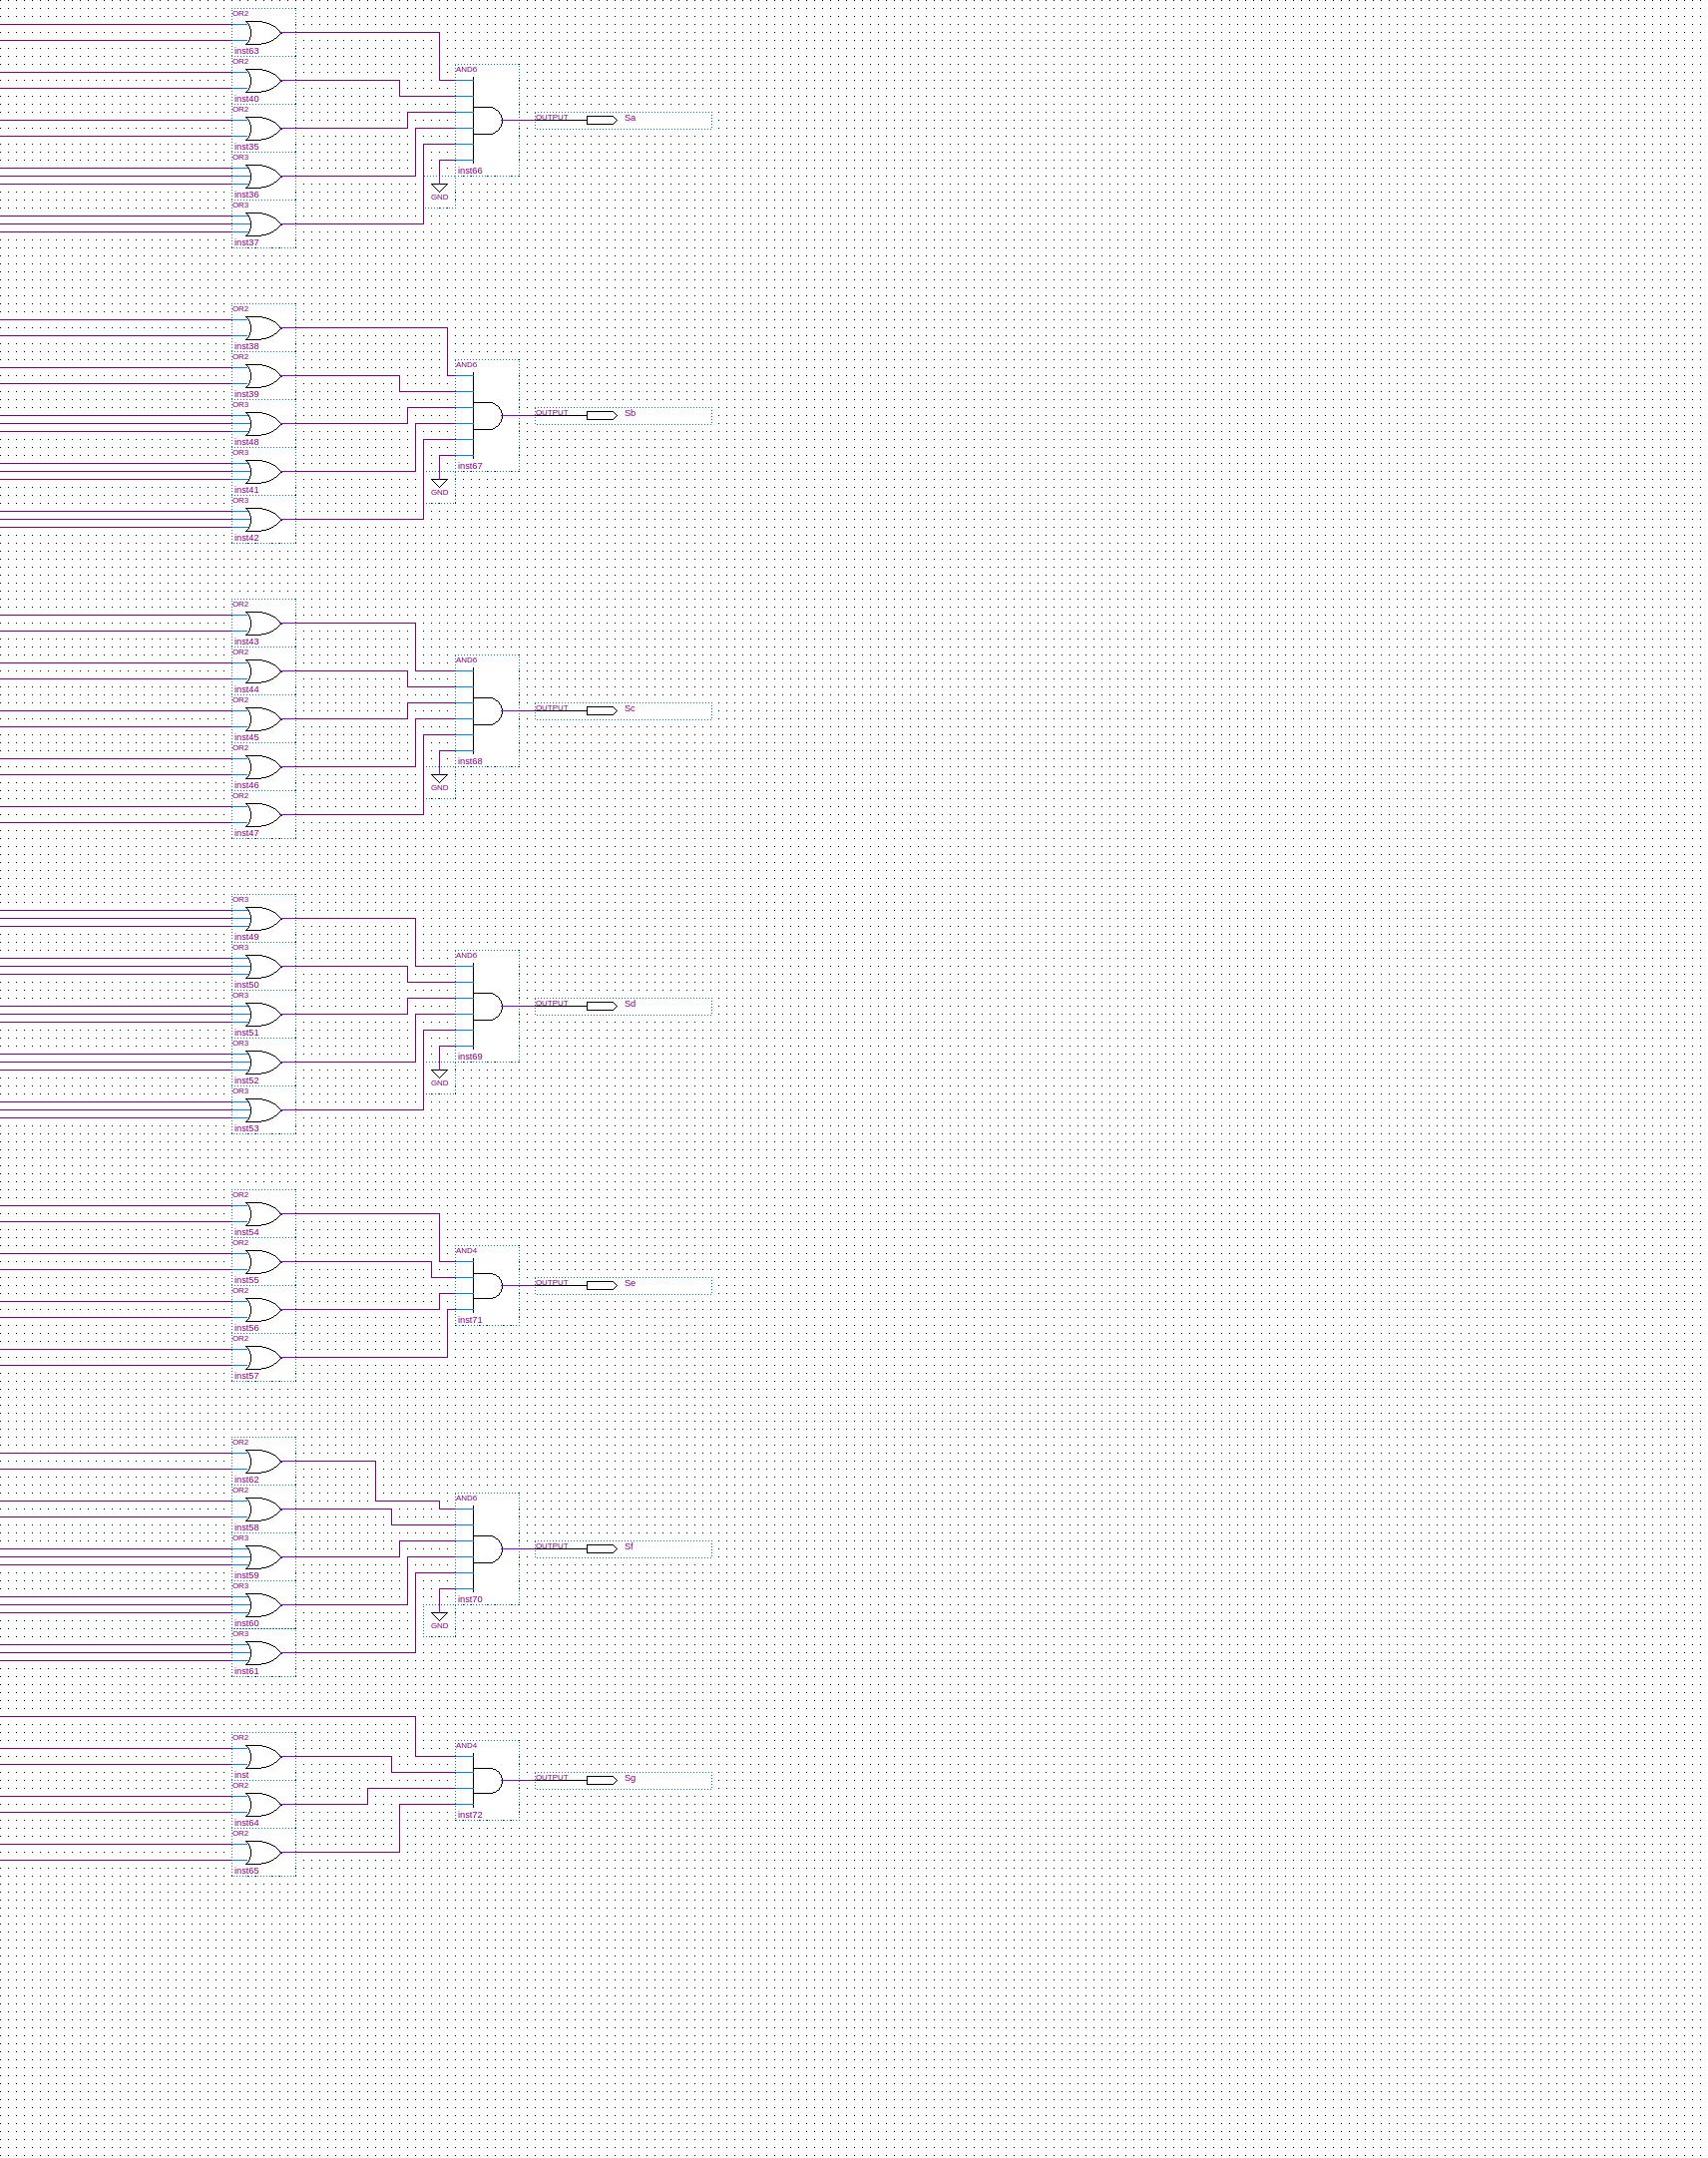 OR2
inst63
OR2
inst40
OR2
inst35
OR3
inst36
OR3
inst37
AND6
inst66
GND
OUTPUT Sa
OR2
inst38
OR2
inst39
OR3
inst48
OR3
inst41
OR3
inst42
AND6
inst67
GND
OUTPUT Sb
OR2
inst43
OR2
inst44
OR2
inst45
OR2
inst46
OR2
inst47
AND6
inst68
GND
OUTPUT Sc
OR3
inst49
OR3
inst50
OR3
inst51
OR3
inst52
OR3
inst53
AND6
inst69
GND
OUTPUT Sd
OR2
inst54
OR2
inst55
OR2
inst56
OR2
inst57
AND4
inst71
OUTPUT Se
OR2
inst62
OR2
inst58
OR3
inst59
OR3
inst60
OR3
inst61
AND6
inst70
GND
OUTPUT Sf
OR2
inst
OR2
inst64
OR2
inst65
AND4
inst72
OUTPUT Sg